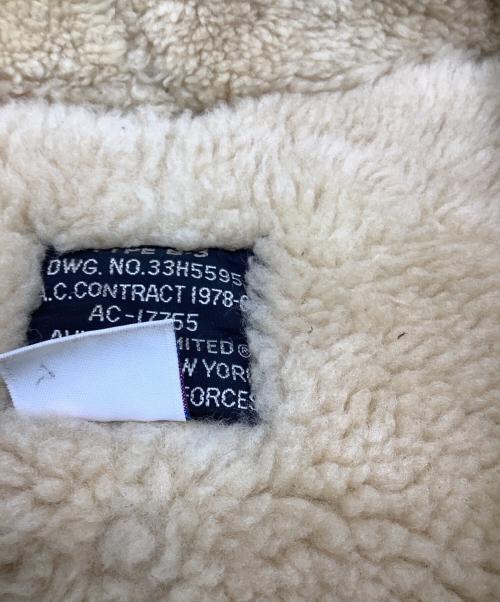 DWG. NO. 33H5595
A.C. CONTRACT 1978-
AC-17755
MITED®
W YORK
FORCES